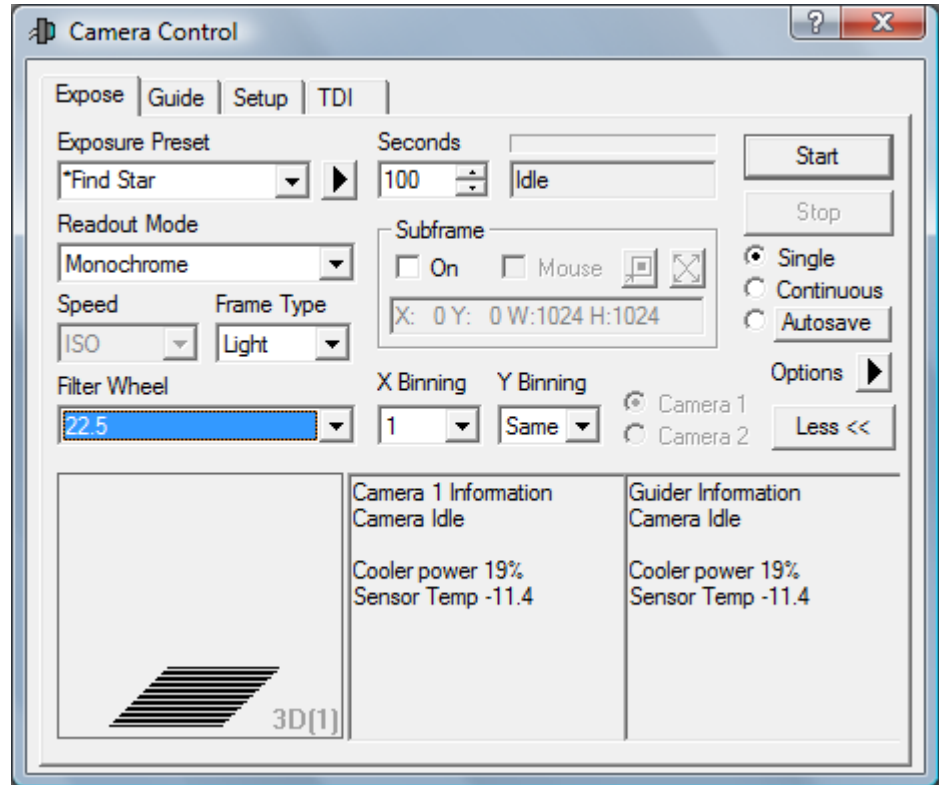 Camera Control
Expose Guide Setup TDI
Exposure Preset
*Find Star
Seconds
100
Idle
Start
Stop
Readout Mode
Monochrome
Subframe
On Mouse
X: 0 Y: 0 W:1024 H:1024
Single
Continuous
Autosave
Speed Frame Type
ISO Light
Options
Filter Wheel
22.5
X Binning Y Binning
1 Same
Camera 1
Camera 2
Less <<
3D(1)
Camera 1 Information
Camera Idle
Cooler power 19%
Sensor Temp -11.4
Guider Information
Camera Idle
Cooler power 19%
Sensor Temp -11.4